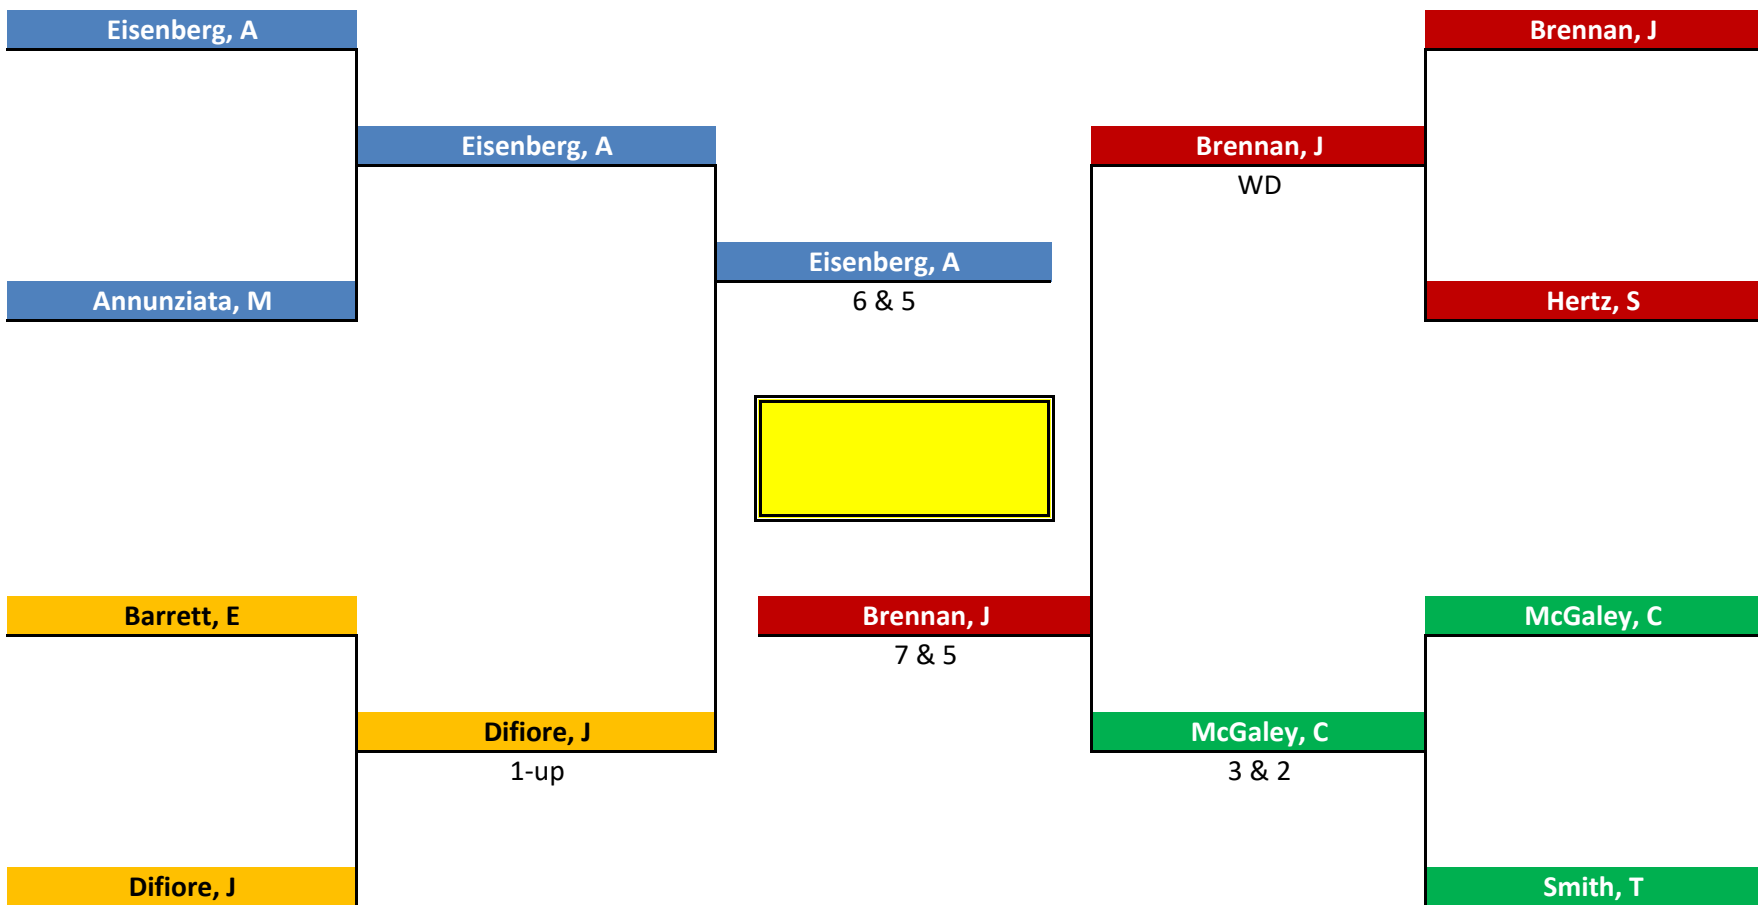 Eisenberg, A
Brennan, J
Eisenberg, A
Brennan, J
WD
Eisenberg, A
6 & 5
Annunziata, M
Hertz, S
Barrett, E
Brennan, J
7 & 5
McGaley, C
Difiore, J
1-up
McGaley, C
3 & 2
Difiore, J
Smith, T